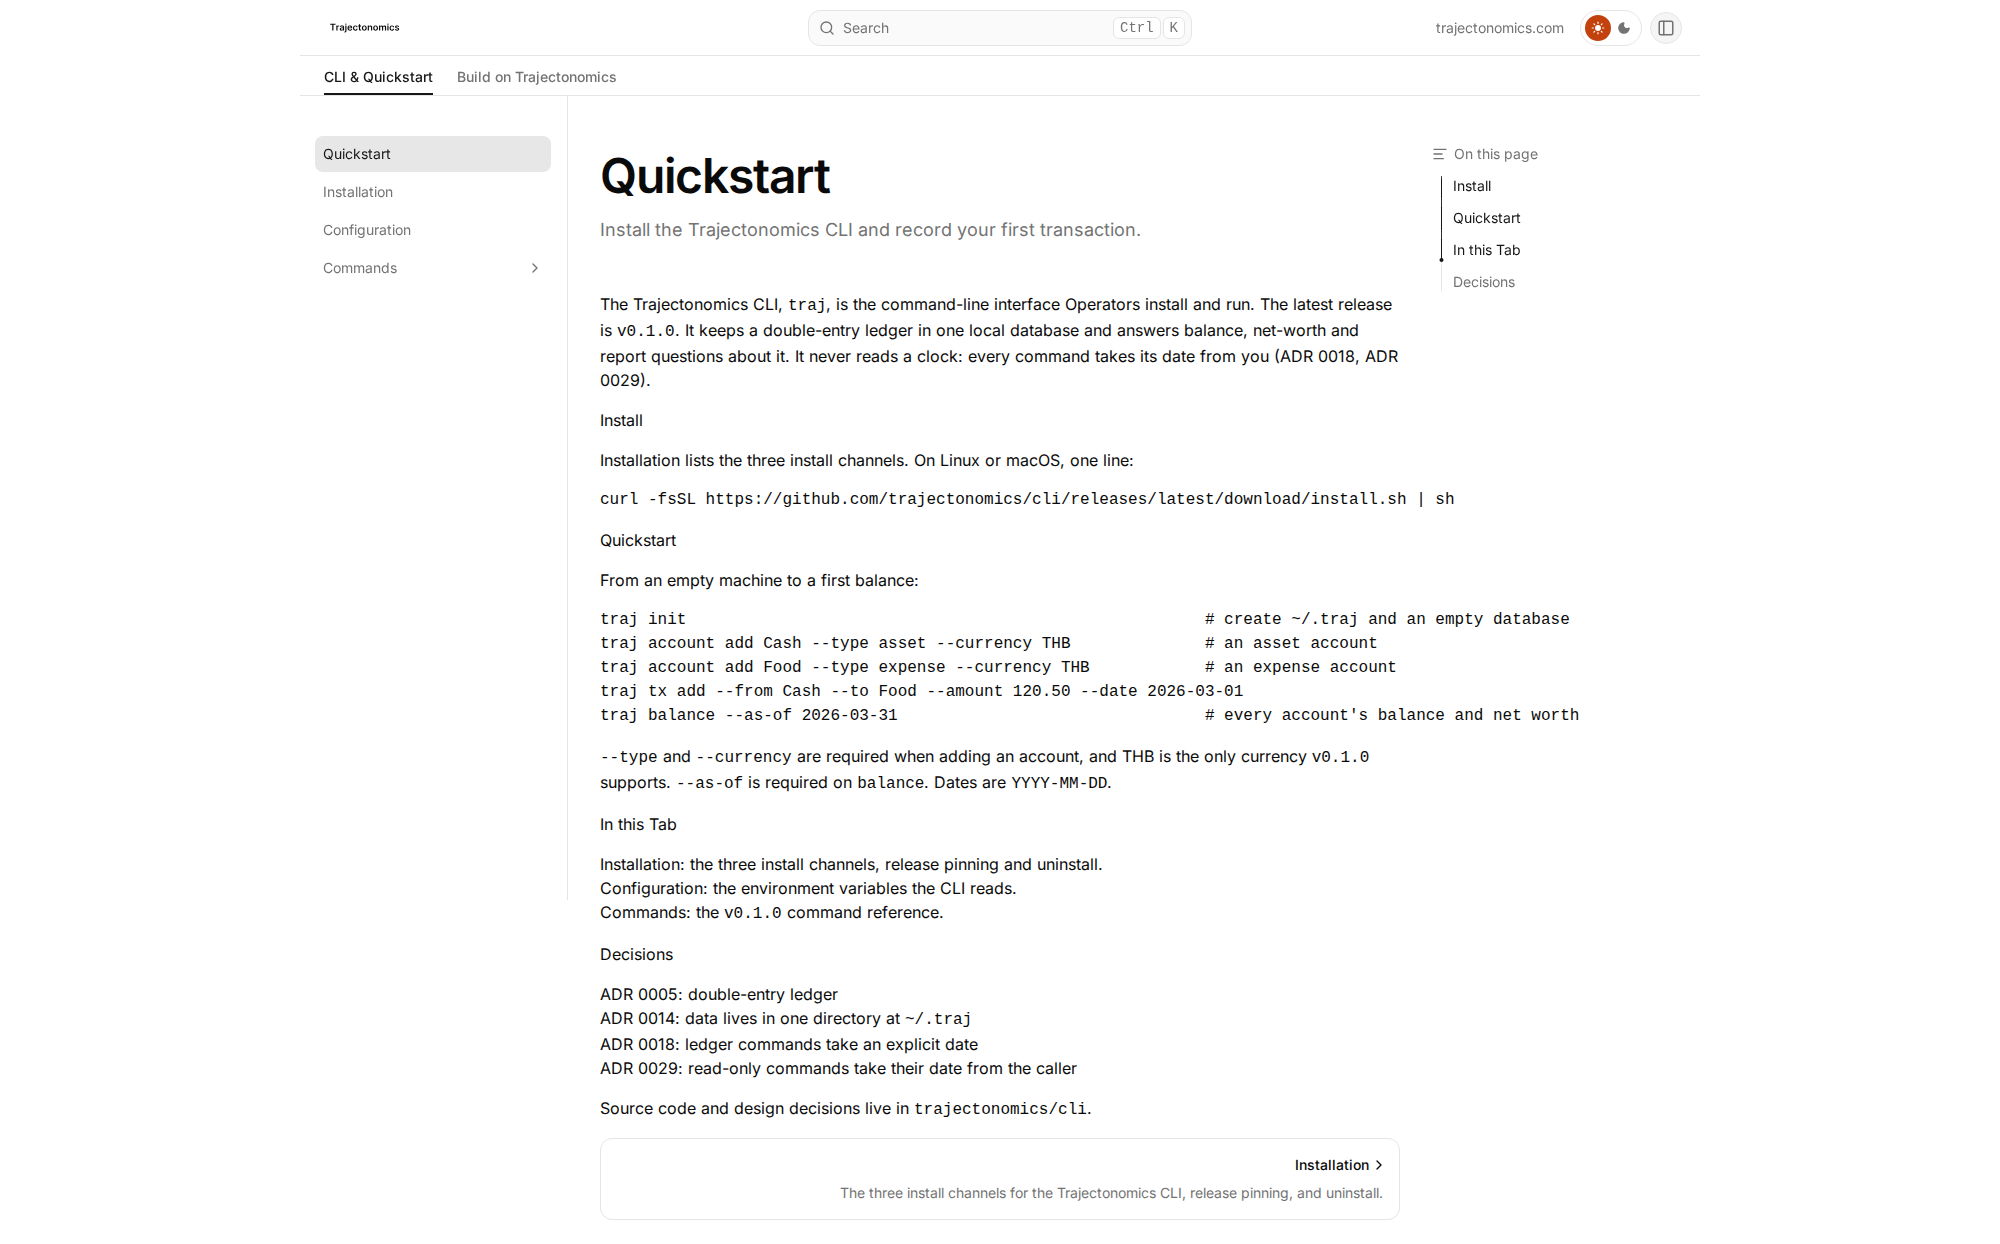 Trajectonomics
Search
Ctrl K
trajectonomics.com
CLI & Quickstart
Build on Trajectonomics
Quickstart
Installation
Configuration
Commands
Quickstart
Install the Trajectonomics CLI and record your first transaction.
The Trajectonomics CLI, traj, is the command-line interface Operators install and run. The latest release
is v0.1.0. It keeps a double-entry ledger in one local database and answers balance, net-worth and
report questions about it. It never reads a clock: every command takes its date from you (ADR 0018, ADR
0029).
Install
Installation lists the three install channels. On Linux or macOS, one line:
curl -fsSL https://github.com/trajectonomics/cli/releases/latest/download/install.sh | sh
Quickstart
From an empty machine to a first balance:
traj init # create ~/.traj and an empty database
traj account add Cash --type asset --currency THB # an asset account
traj account add Food --type expense --currency THB # an expense account
traj tx add --from Cash --to Food --amount 120.50 --date 2026-03-01
traj balance --as-of 2026-03-31 # every account's balance and net worth
--type and --currency are required when adding an account, and THB is the only currency v0.1.0
supports. --as-of is required on balance. Dates are YYYY-MM-DD.
In this Tab
Installation: the three install channels, release pinning and uninstall.
Configuration: the environment variables the CLI reads.
Commands: the v0.1.0 command reference.
Decisions
ADR 0005: double-entry ledger
ADR 0014: data lives in one directory at ~/.traj
ADR 0018: ledger commands take an explicit date
ADR 0029: read-only commands take their date from the caller
Source code and design decisions live in trajectonomics/cli.
Installation
The three install channels for the Trajectonomics CLI, release pinning, and uninstall.
On this page
Install
Quickstart
In this Tab
Decisions